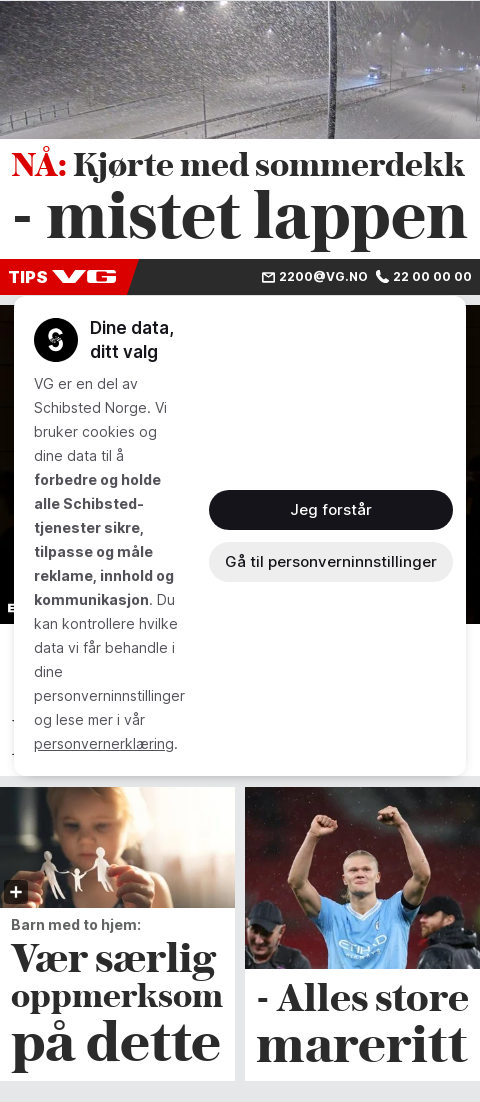 NÅ: Kjørte med sommerdekk
- mistet lappen
TIPS VG
2200@VG.NO 22 00 00 00
Dine data,
ditt valg
VG er en del av
Schibsted Norge. Vi
bruker cookies og
dine data til å
forbedre og holde
alle Schibsted-
tjenester sikre,
tilpasse og måle
reklame, innhold og
kommunikasjon. Du
kan kontrollere hvilke
data vi får behandle i
dine
personverninnstillinger
og lese mer i vår
personvernerklæring.
Jeg forstår
Gå til personverninnstillinger
Barn med to hjem:
Vær særlig
oppmerksom
på dette
- Alles store
mareritt